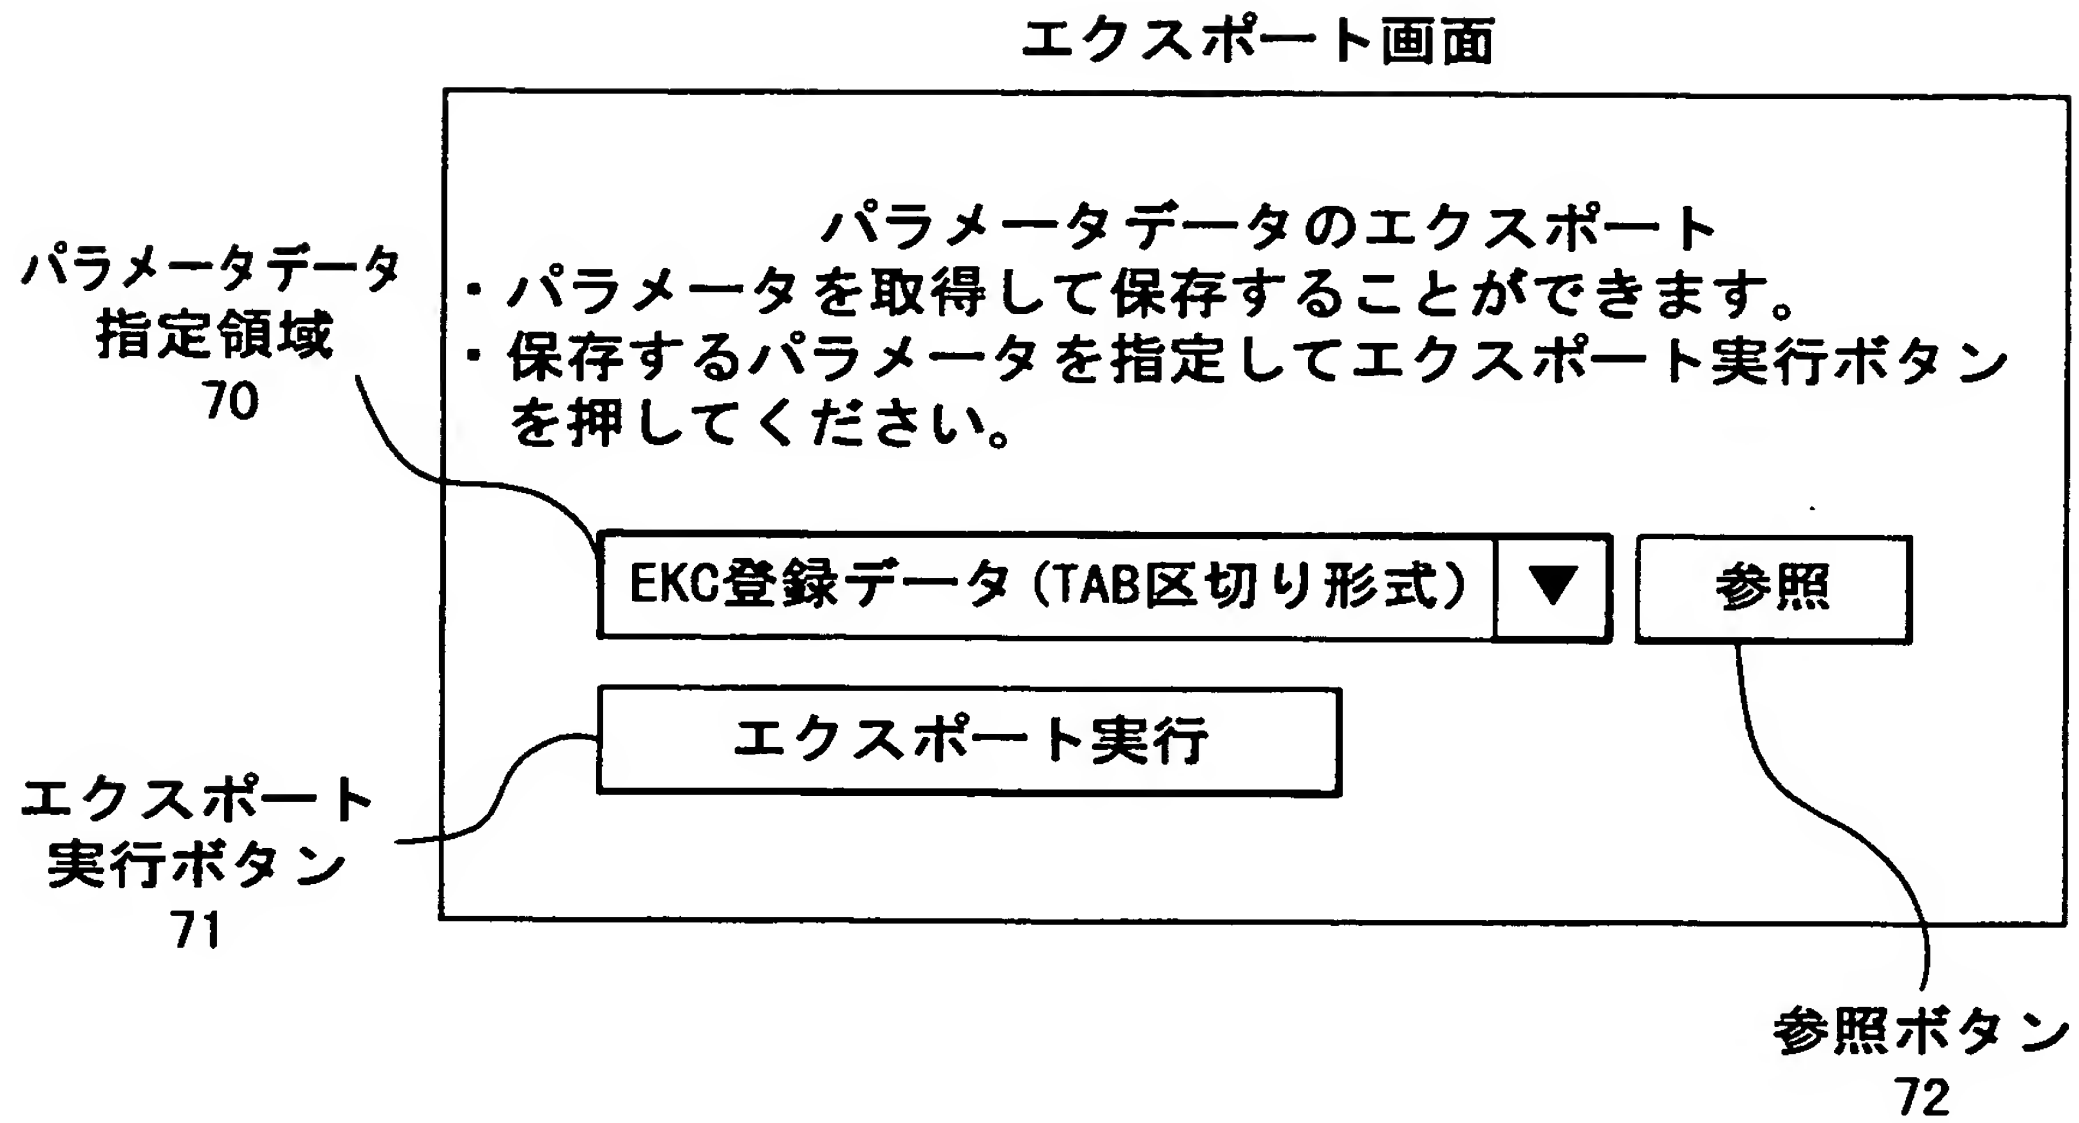 エクスポート画面
パラメータデータのエクスポート
・パラメータを取得して保存することができます。
・保存するパラメータを指定してエクスポート実行ボタン
を押してください。
パラメータデータ
指定領域
70
EKC登録データ(TAB区切り形式)
▼
参照
エクスポート実行
エクスポート
実行ボタン
71
参照ボタン
72